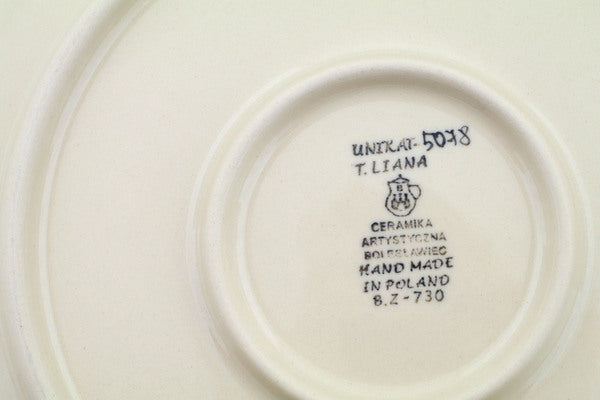 UNIKAT-5078
T. LIANA
B
CERAMIKA
ARTYSTYCZNA
BOLESŁAWIEC
HAND MADE
IN POLAND
B.Z-730